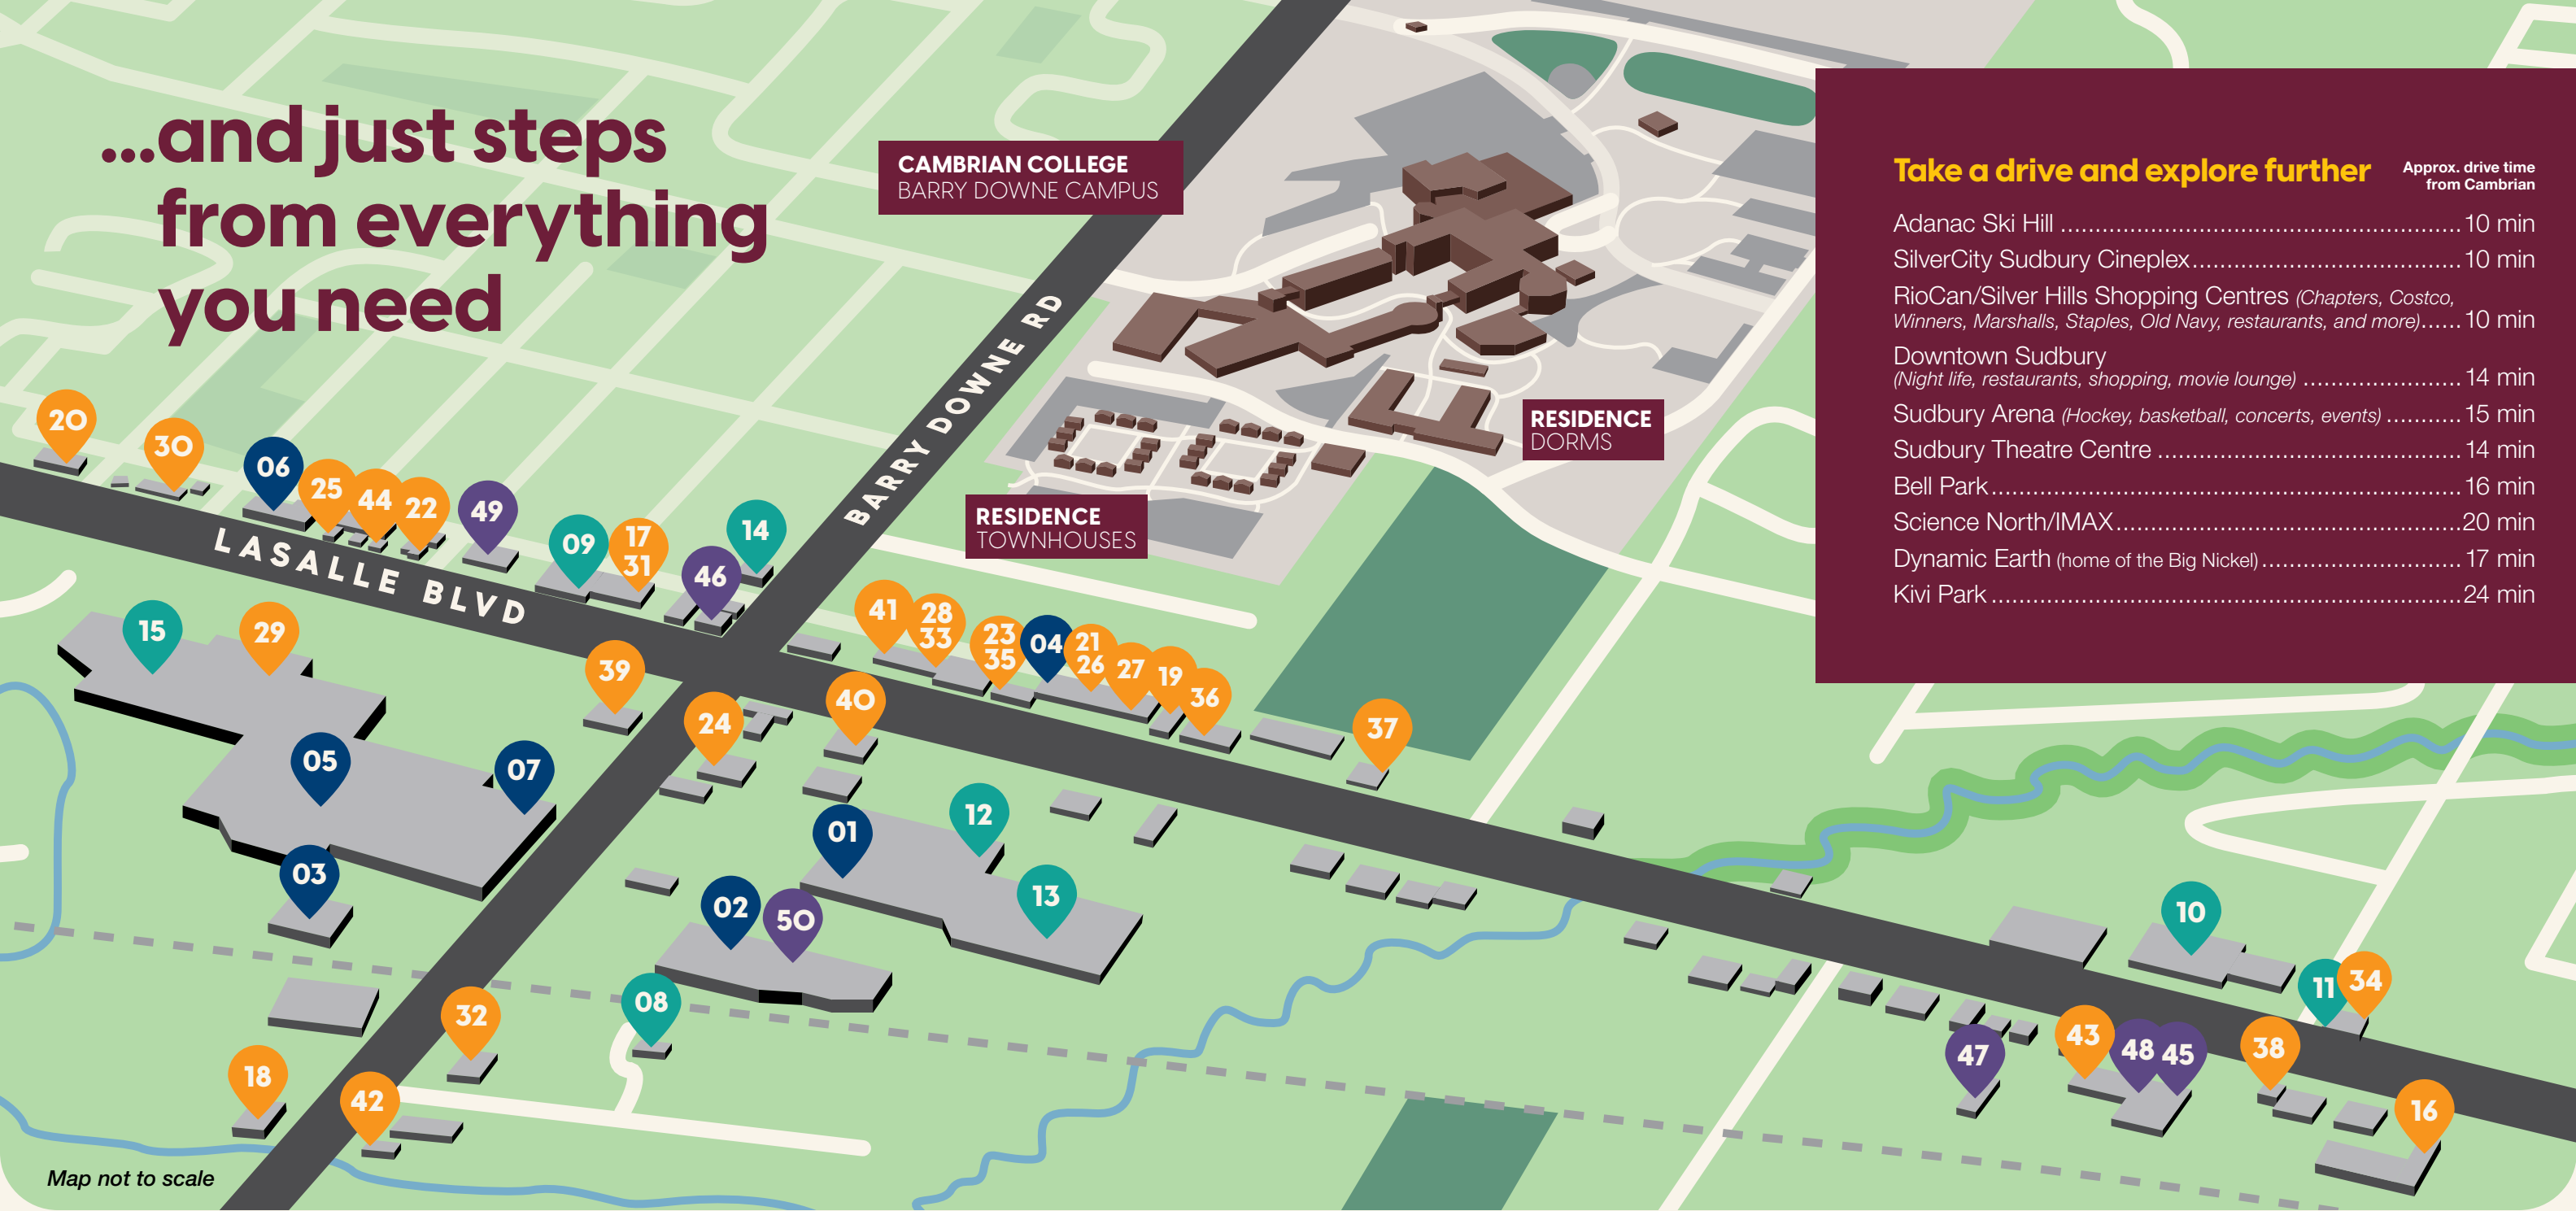 ...and just steps
from everything
you need
CAMBRIAN COLLEGE
BARRY DOWNE CAMPUS
BARRY DOWNE RD
LASALLE BLVD
RESIDENCE
DORMS
RESIDENCE
TOWNHOUSES
Take a drive and explore further
Approx. drive time
from Cambrian
Adanac Ski Hill .......................................................... 10 min
SilverCity Sudbury Cineplex....................................... 10 min
RioCan/Silver Hills Shopping Centres (Chapters, Costco,
Winners, Marshalls, Staples, Old Navy, restaurants, and more)...... 10 min
Downtown Sudbury
(Night life, restaurants, shopping, movie lounge) ....................... 14 min
Sudbury Arena (Hockey, basketball, concerts, events) ........... 15 min
Sudbury Theatre Centre ............................................ 14 min
Bell Park.................................................................... 16 min
Science North/IMAX.................................................. 20 min
Dynamic Earth (home of the Big Nickel)............................. 17 min
Kivi Park .................................................................... 24 min
20
30
06
25
44
22
49
09
17
31
46
14
15
29
39
41
28
33
23
35
04
21
26
27
19
36
37
24
40
05
07
03
01
12
13
02
50
08
32
18
42
10
11
34
47
43
48
45
38
16
Map not to scale